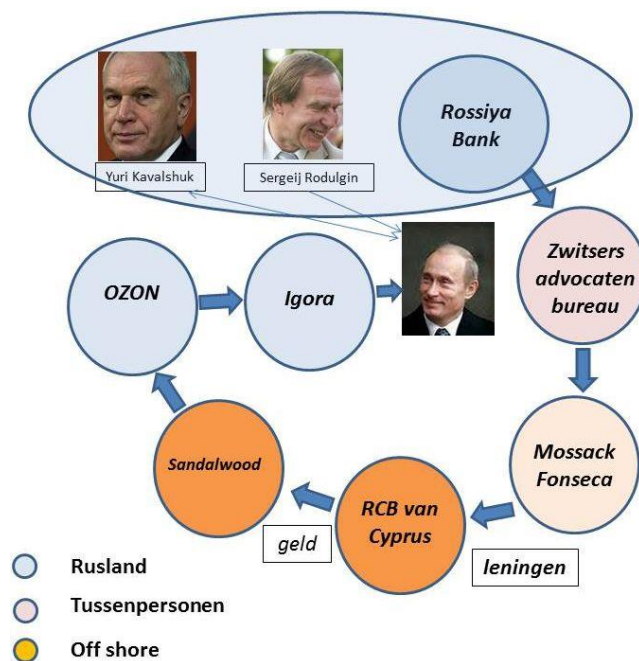 Rossiya
Bank
Yuri Kavalshuk
Sergeij Rodulgin
Zwitsers
advocaten
bureau
OZON
Igora
Mossack
Fonseca
Sandalwood
RCB van
Cyprus
geld
leningen
Rusland
Tussenpersonen
Off shore